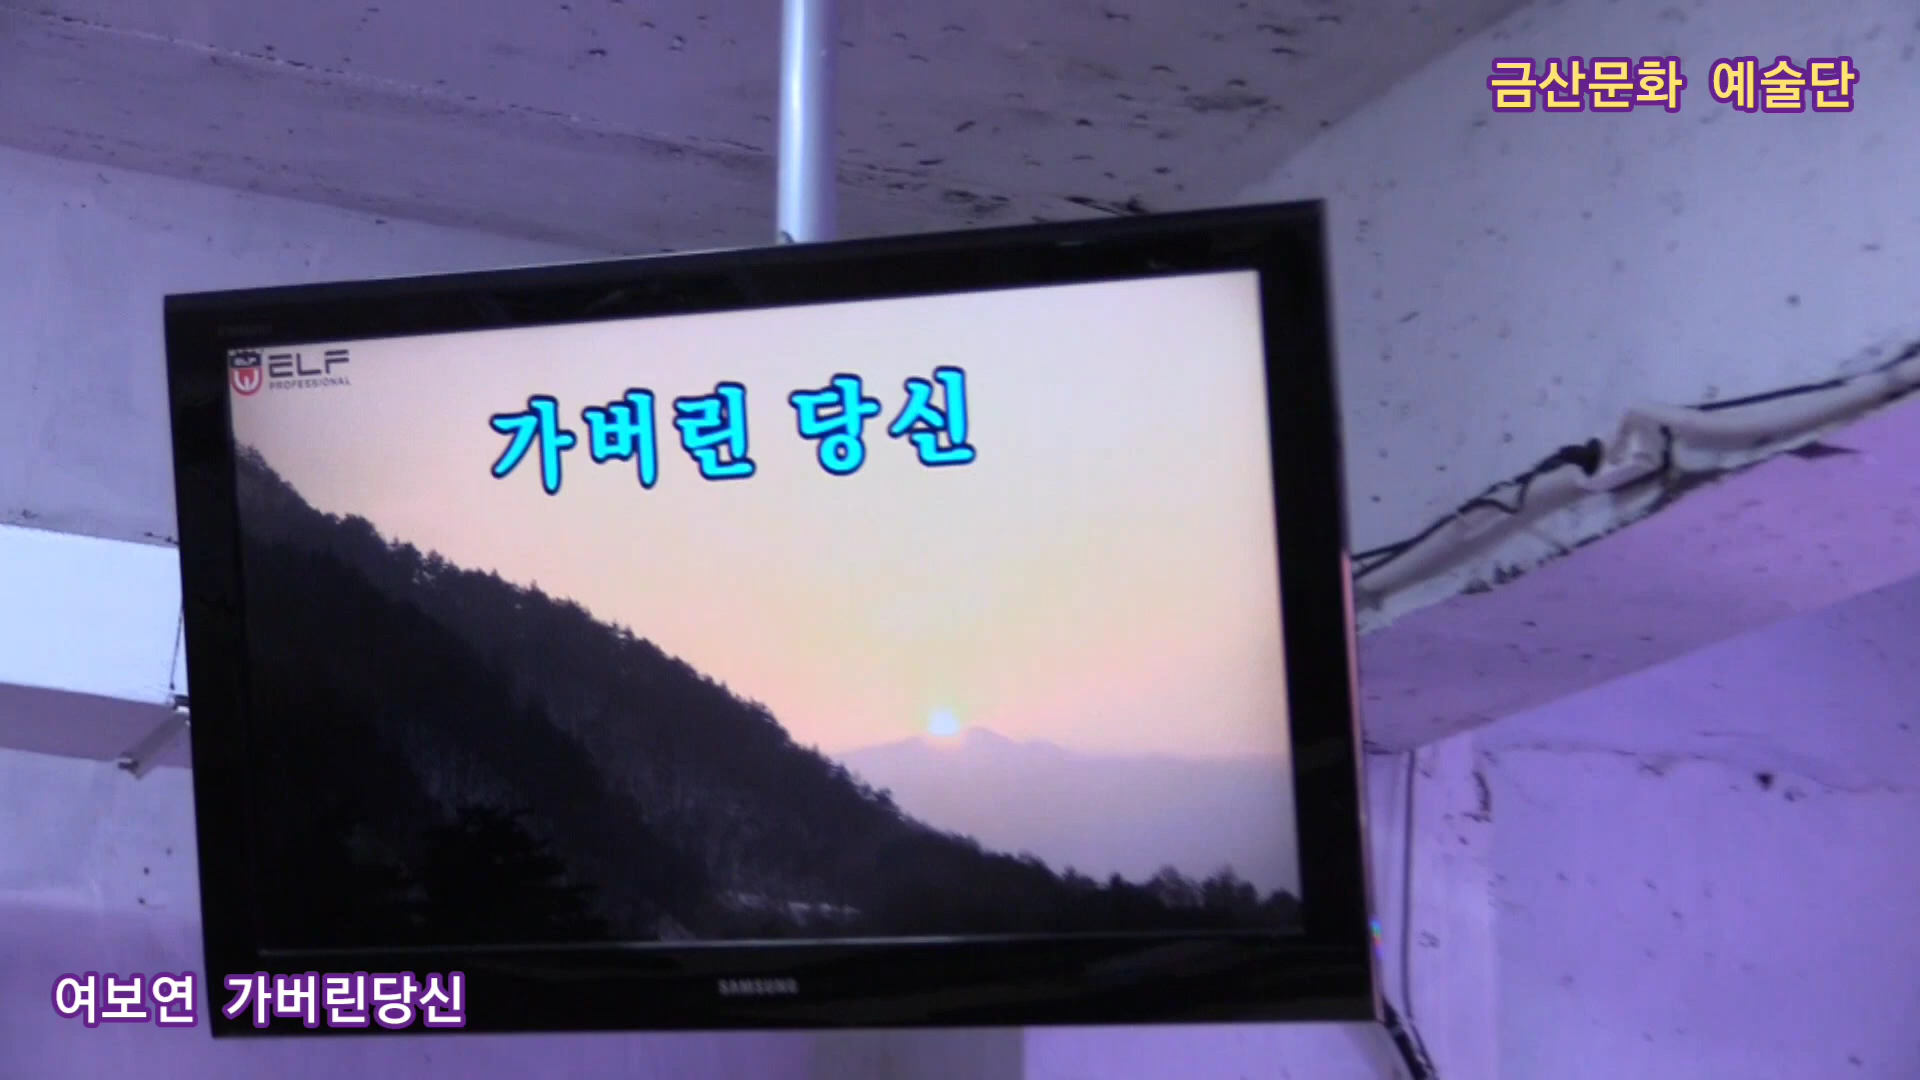 금산문화 예술단
ELF
PROFESSIONAL
가버린 당신
SAMSUNG
여보연 가버린당신